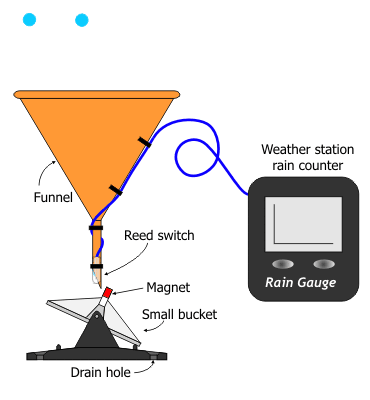 Weather station
rain counter
Funnel
Reed switch
Rain Gauge
Magnet
Small bucket
Drain hole